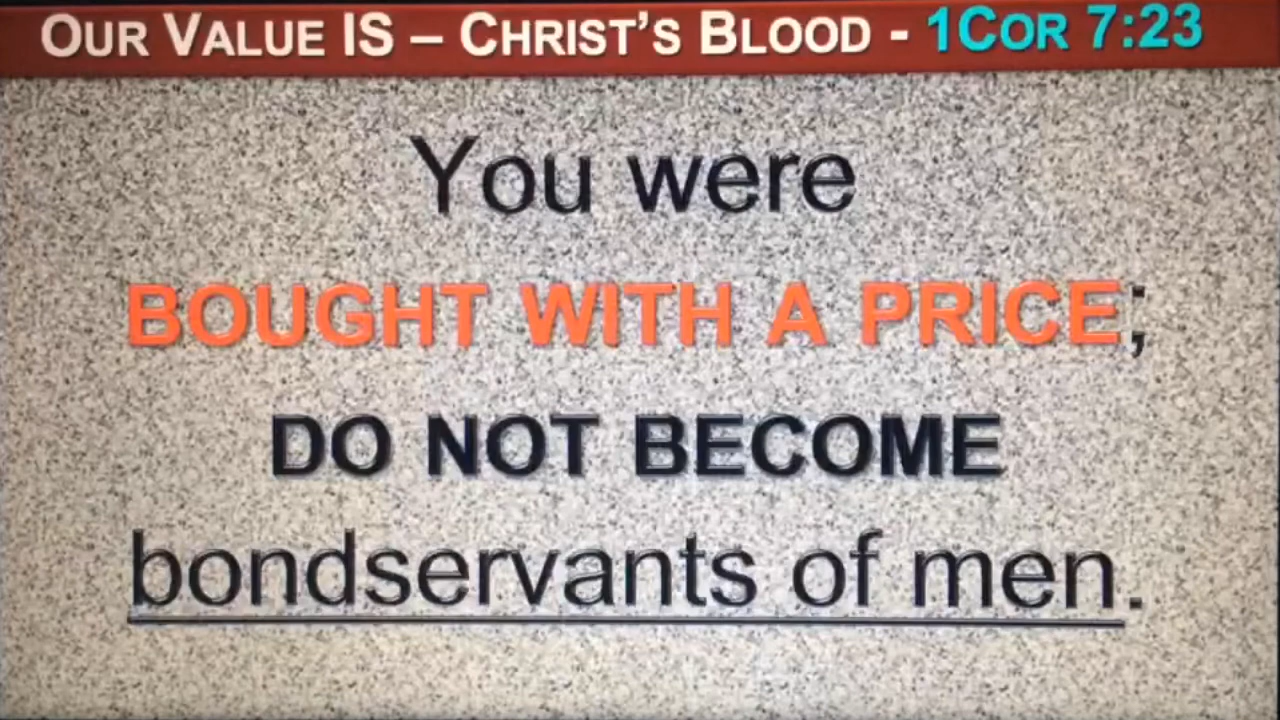 OUR VALUE IS – CHRIST'S BLOOD - 1COR 7:23
You were
BOUGHT WITH A PRICE;
DO NOT BECOME
bondservants of men.